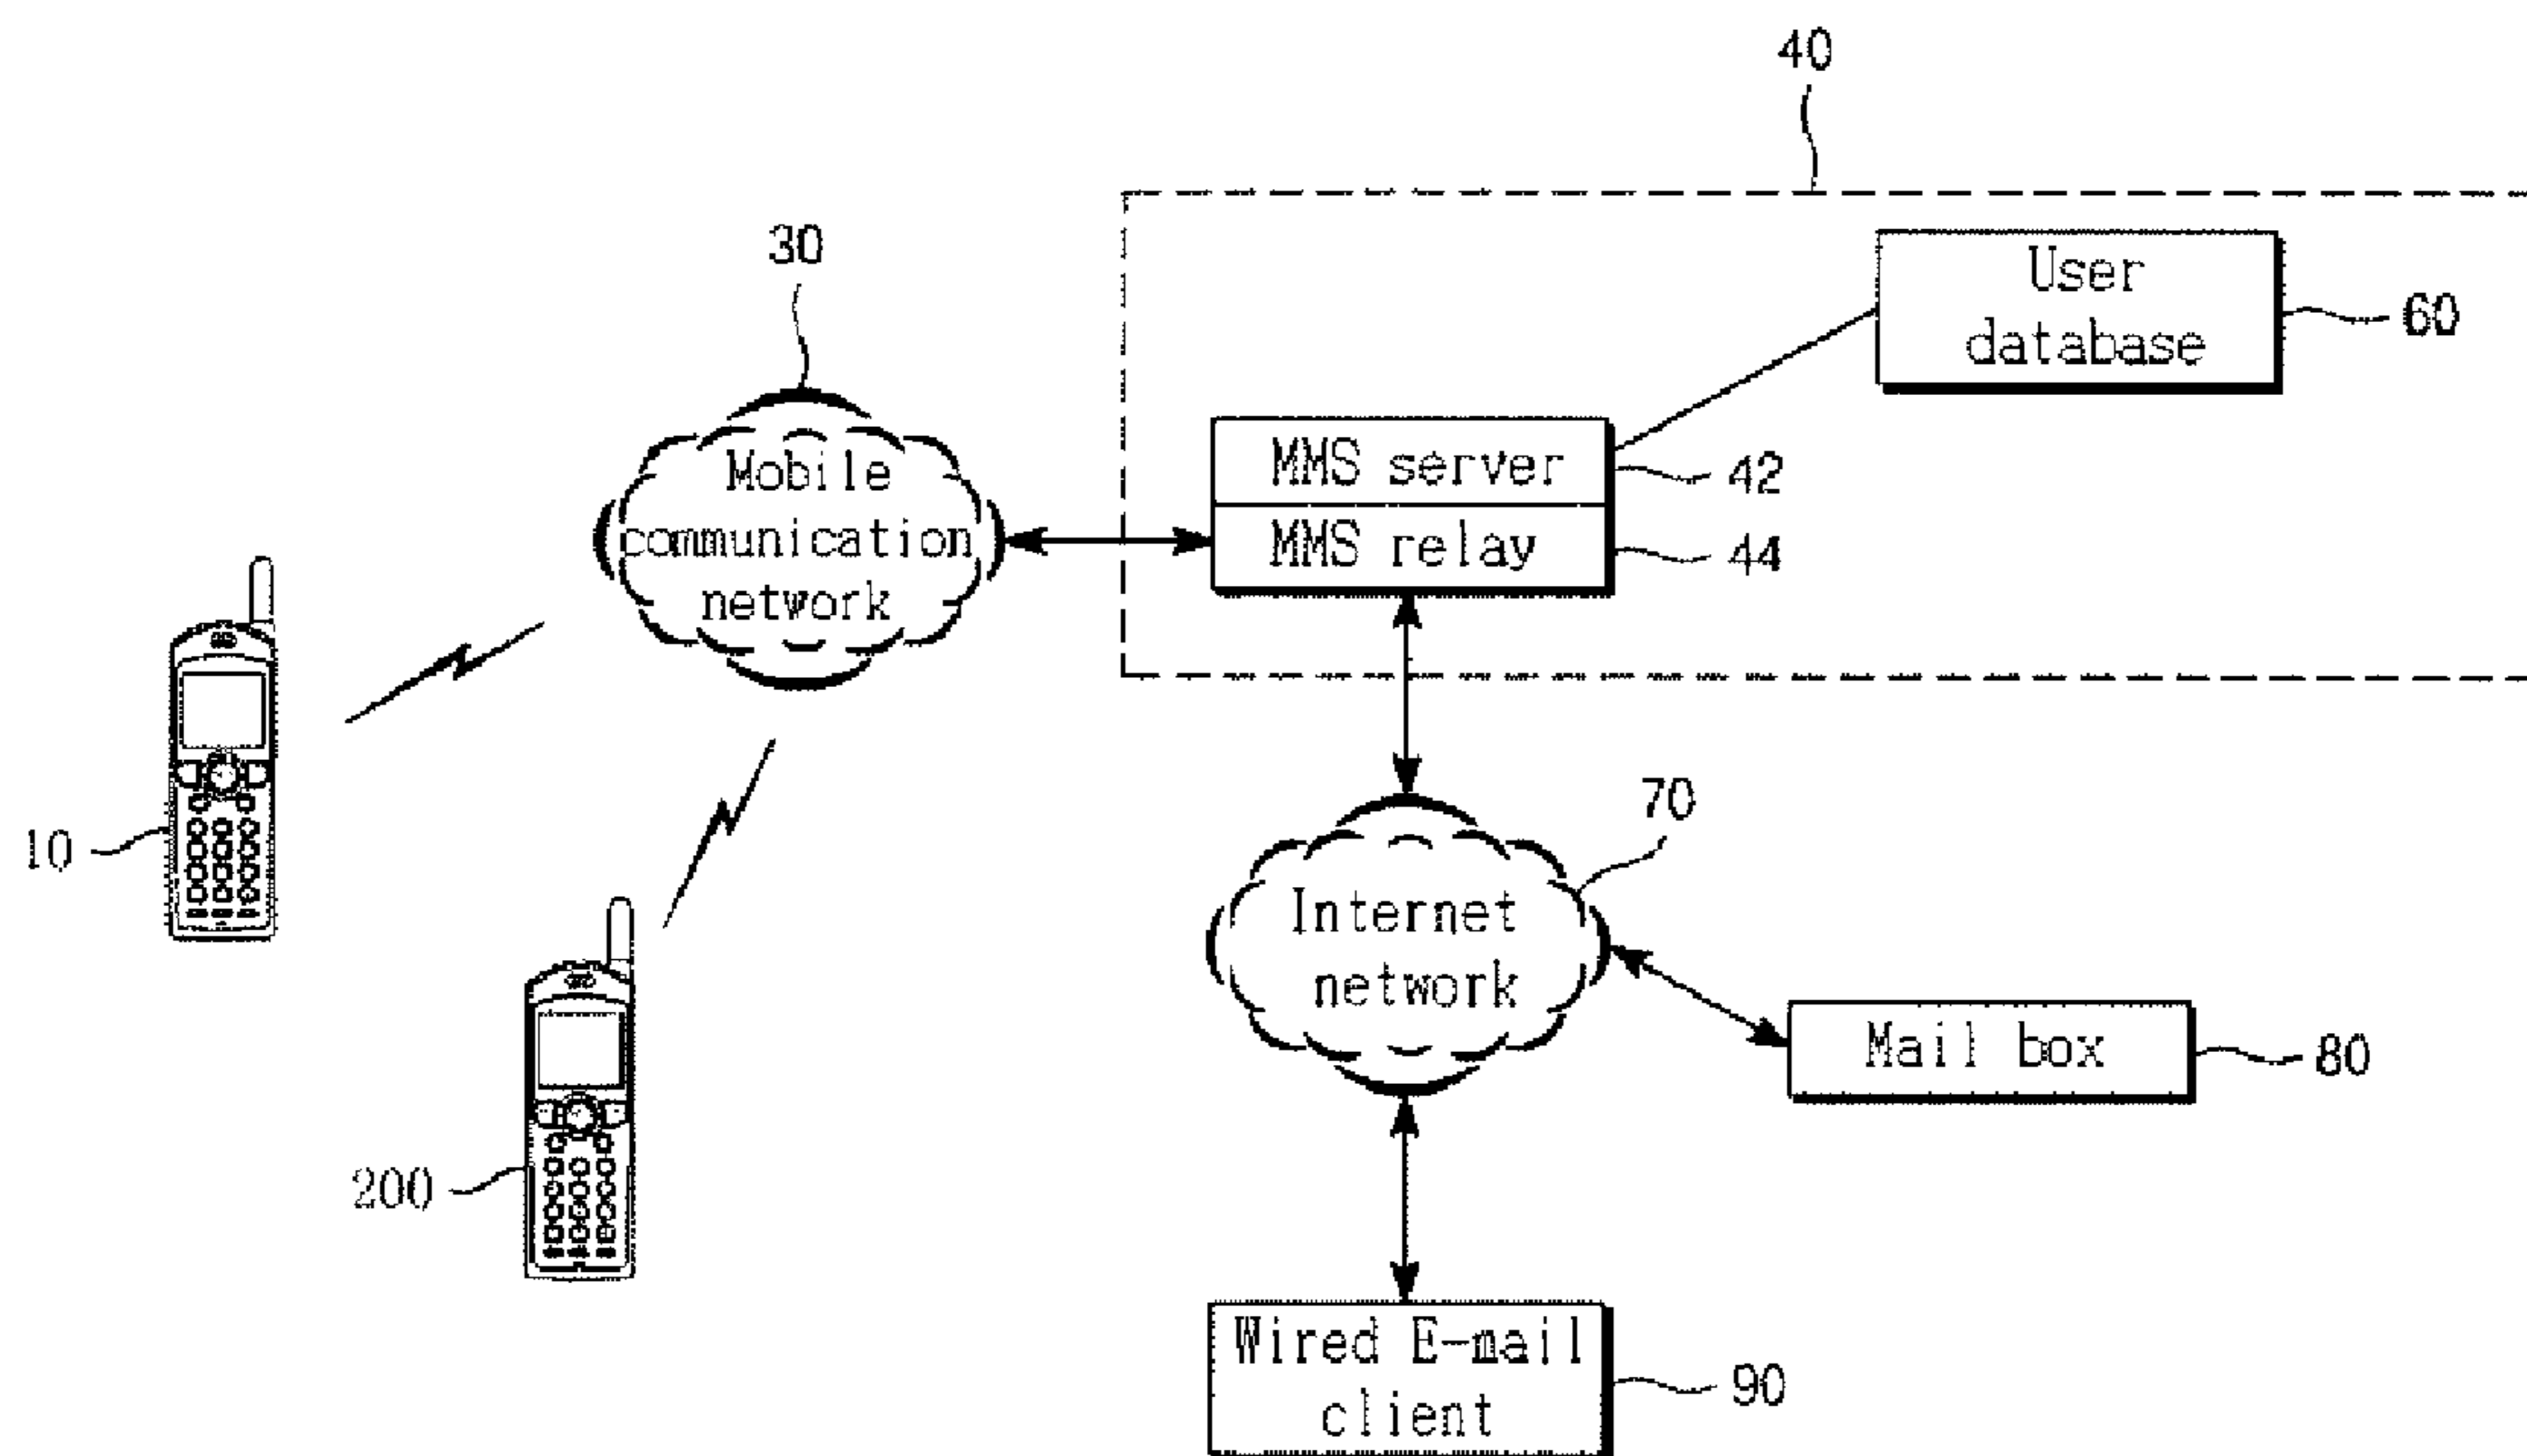 40
30
User
database
60
MMS server
42
MMS relay
44
Mobile
communication
network
10
200
70
Internet
network
Mail box
80
Wired E-mail
client
90